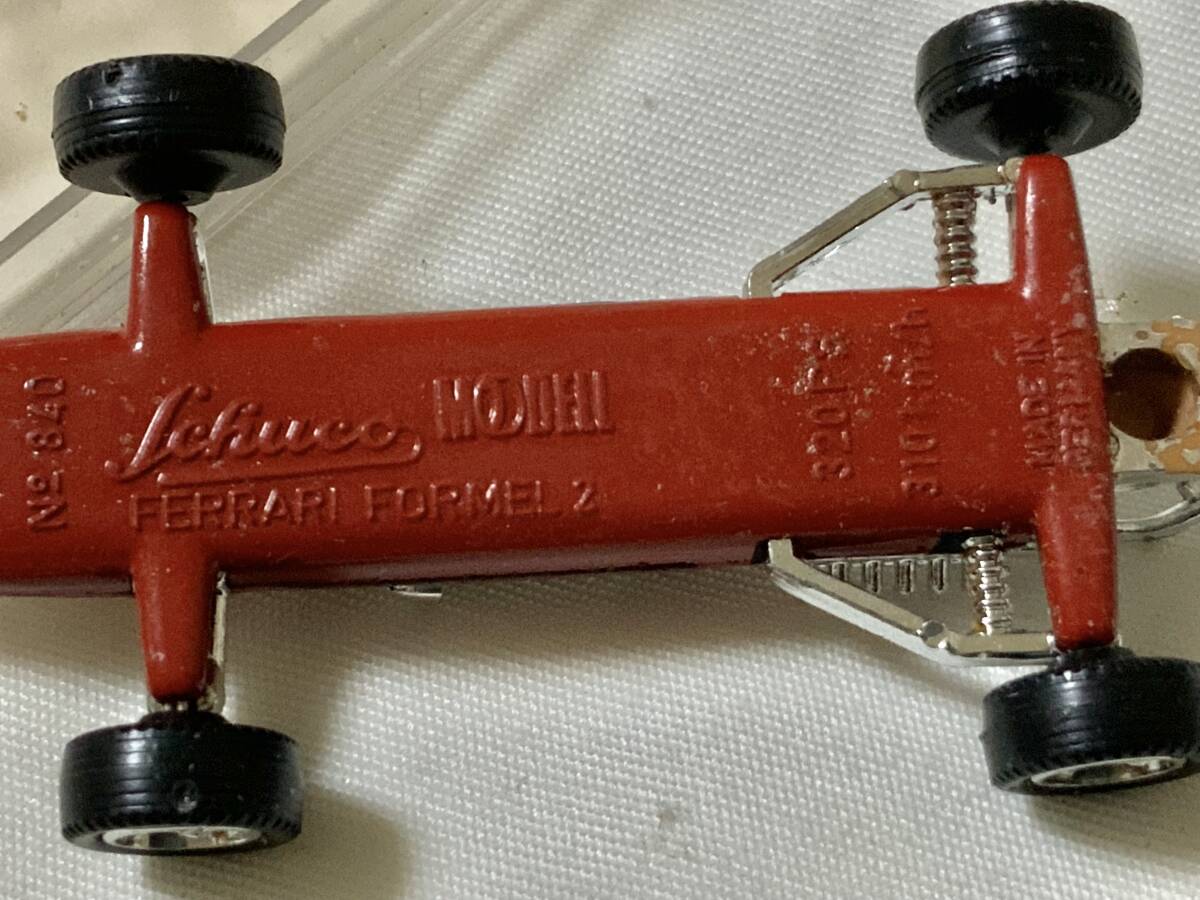 Nº 840
Schuco MODELL
FERRARI FORMEL 2
320 PS
310 km/h
MADE IN
GERMANY